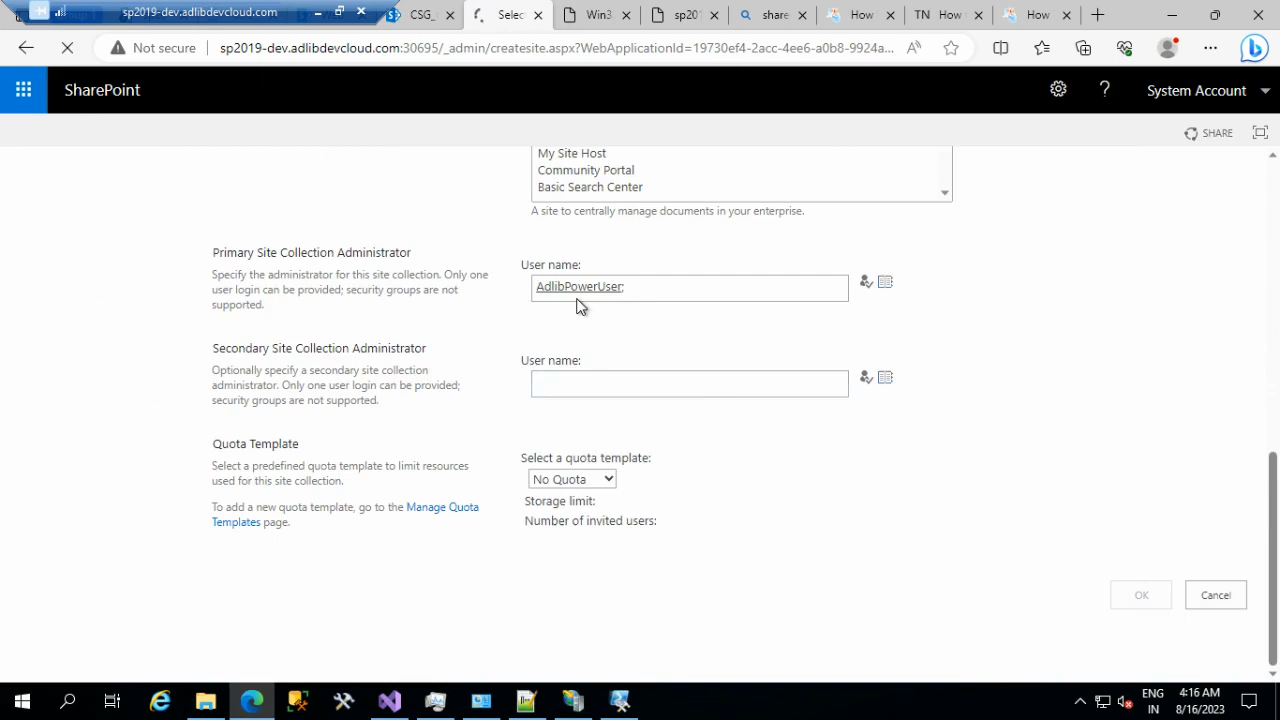 sp2019-dev.adlibdevcloud.com
CSG_
Selec
Win3
sp201
share
How
TN How
How
Not secure
sp2019-dev.adlibdevcloud.com:30695/_admin/createsite.aspx?WebApplicationId=19730ef4-2acc-4ee6-a0b8-9924a...
SharePoint
System Account
SHARE
My Site Host
Community Portal
Basic Search Center
A site to centrally manage documents in your enterprise.
Primary Site Collection Administrator
Specify the administrator for this site collection. Only one
user login can be provided; security groups are not
supported.
User name:
AdlibPowerUser;
Secondary Site Collection Administrator
Optionally specify a secondary site collection
administrator. Only one user login can be provided;
security groups are not supported.
User name:
Quota Template
Select a predefined quota template to limit resources
used for this site collection.
To add a new quota template, go to the Manage Quota
Templates page.
Select a quota template:
No Quota
Storage limit:
Number of invited users:
OK
Cancel
ENG
IN
4:16 AM
8/16/2023